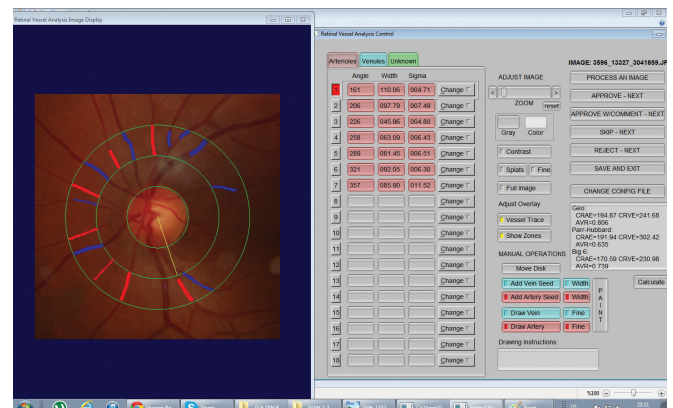 Retinal Vessel Analysis Image Display
Retinal Vessel Analysis Control
Arterioles Venules Unknown
IMAGE: 3596_13327_3041859.JP
Angle Width Sigma
1 161 110.06 004.71 Change
2 206 097.79 007.49 Change
3 226 045.96 004.80 Change
4 258 063.09 006.43 Change
5 289 081.45 006.51 Change
6 321 092.05 006.30 Change
7 357 085.90 011.52 Change
8 Change
9 Change
10 Change
11 Change
12 Change
13 Change
14 Change
15 Change
16 Change
17 Change
18 Change
ADJUST IMAGE
< >
ZOOM reset
Gray Color
Contrast
Splats Fine
Full Image
Adjust Overlay
Vessel Trace
Show Zones
MANUAL OPERATIONS
Move Disk
Add Vein Seed Width
Add Artery Seed Width
Draw Vein Fine
Draw Artery Fine
PAINT
Drawing Instructions:
PROCESS AN IMAGE
APPROVE - NEXT
APPROVE W/COMMENT - NEXT
SKIP - NEXT
REJECT - NEXT
SAVE AND EXIT
CHANGE CONFIG FILE
Geo:
CRAE=194.87 CRVE=241.68
AVR=0.806
Parr-Hubbard:
CRAE=191.94 CRVE=302.42
AVR=0.635
Big 6:
CRAE=170.59 CRVE=230.98
AVR=0.739
Calculate
%100
20:51